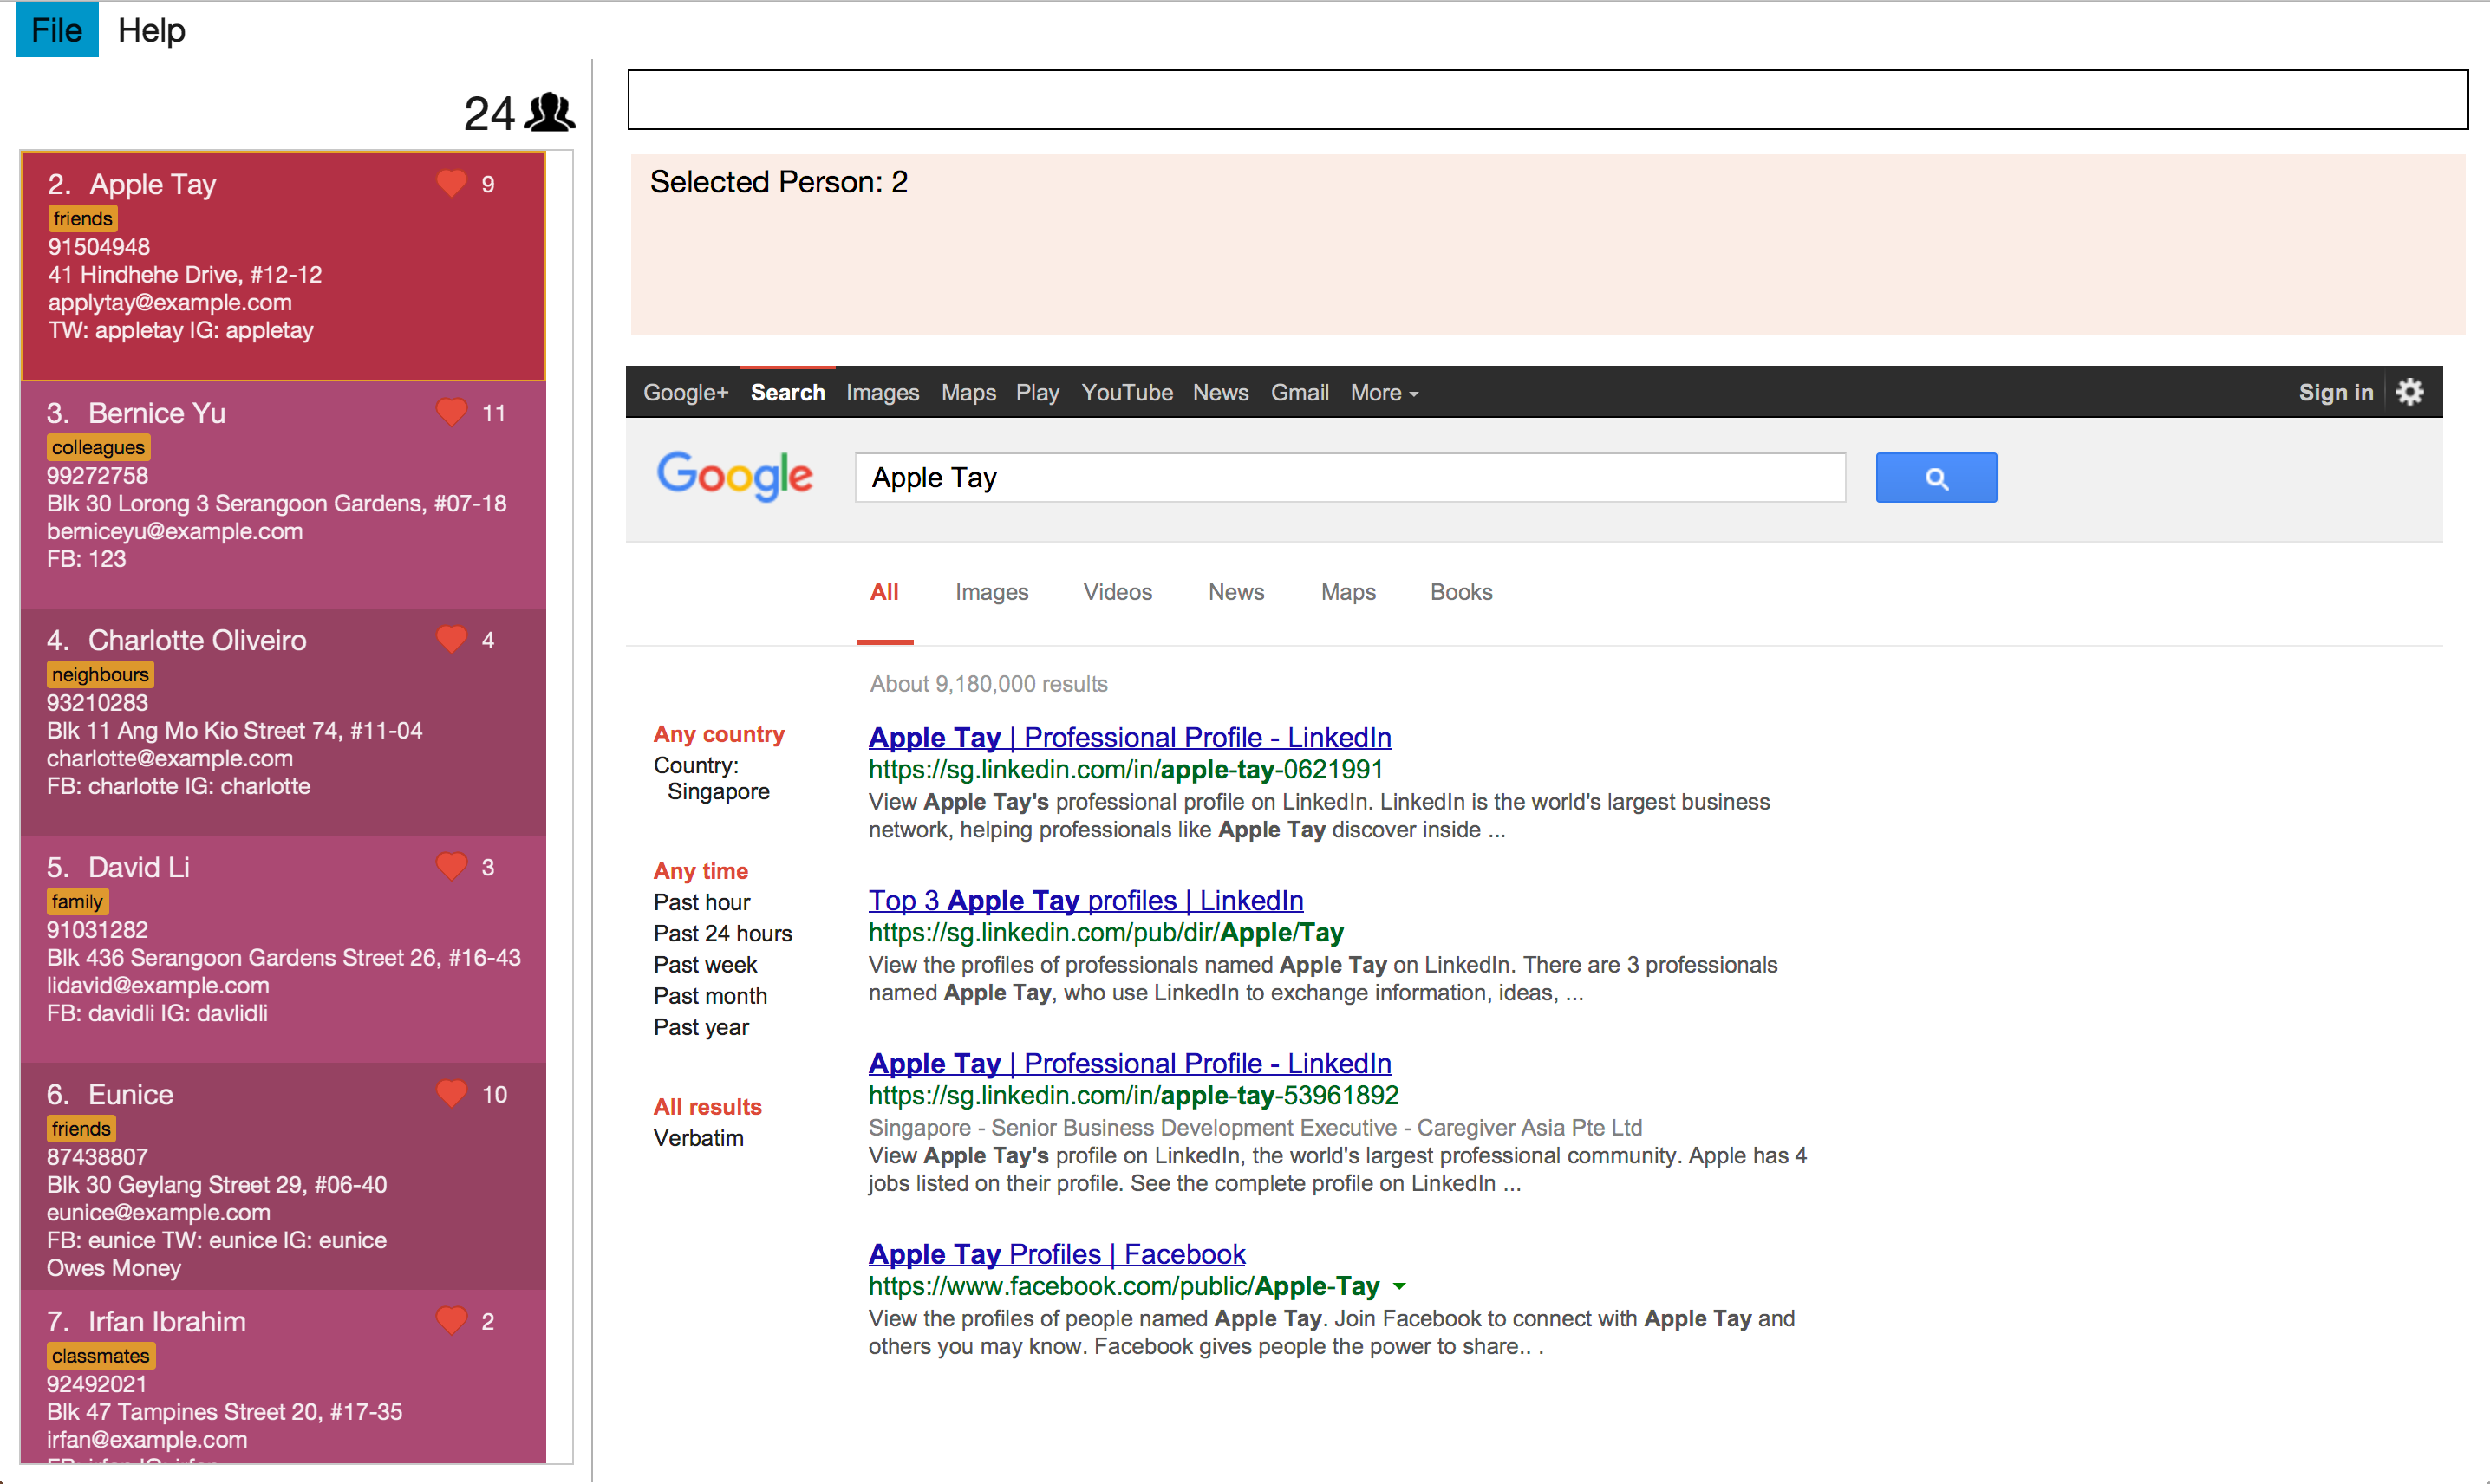 File Help
24
2. Apple Tay 9
friends
91504948
41 Hindhehe Drive, #12-12
applytay@example.com
TW: appletay IG: appletay
3. Bernice Yu 11
colleagues
99272758
Blk 30 Lorong 3 Serangoon Gardens, #07-18
berniceyu@example.com
FB: 123
4. Charlotte Oliveiro 4
neighbours
93210283
Blk 11 Ang Mo Kio Street 74, #11-04
charlotte@example.com
FB: charlotte IG: charlotte
5. David Li 3
family
91031282
Blk 436 Serangoon Gardens Street 26, #16-43
lidavid@example.com
FB: davidli IG: davlidli
6. Eunice 10
friends
87438807
Blk 30 Geylang Street 29, #06-40
eunice@example.com
FB: eunice TW: eunice IG: eunice
Owes Money
7. Irfan Ibrahim 2
classmates
92492021
Blk 47 Tampines Street 20, #17-35
irfan@example.com
Selected Person: 2
Google+ Search Images Maps Play YouTube News Gmail More Sign in
Google Apple Tay
All Images Videos News Maps Books
About 9,180,000 results
Any country
Country:
Singapore
Any time
Past hour
Past 24 hours
Past week
Past month
Past year
All results
Verbatim
Apple Tay | Professional Profile - LinkedIn
https://sg.linkedin.com/in/apple-tay-0621991
View Apple Tay's professional profile on LinkedIn. LinkedIn is the world's largest business
network, helping professionals like Apple Tay discover inside ...
Top 3 Apple Tay profiles | LinkedIn
https://sg.linkedin.com/pub/dir/Apple/Tay
View the profiles of professionals named Apple Tay on LinkedIn. There are 3 professionals
named Apple Tay, who use LinkedIn to exchange information, ideas, ...
Apple Tay | Professional Profile - LinkedIn
https://sg.linkedin.com/in/apple-tay-53961892
Singapore - Senior Business Development Executive - Caregiver Asia Pte Ltd
View Apple Tay's profile on LinkedIn, the world's largest professional community. Apple has 4
jobs listed on their profile. See the complete profile on LinkedIn ...
Apple Tay Profiles | Facebook
https://www.facebook.com/public/Apple-Tay
View the profiles of people named Apple Tay. Join Facebook to connect with Apple Tay and
others you may know. Facebook gives people the power to share.. .